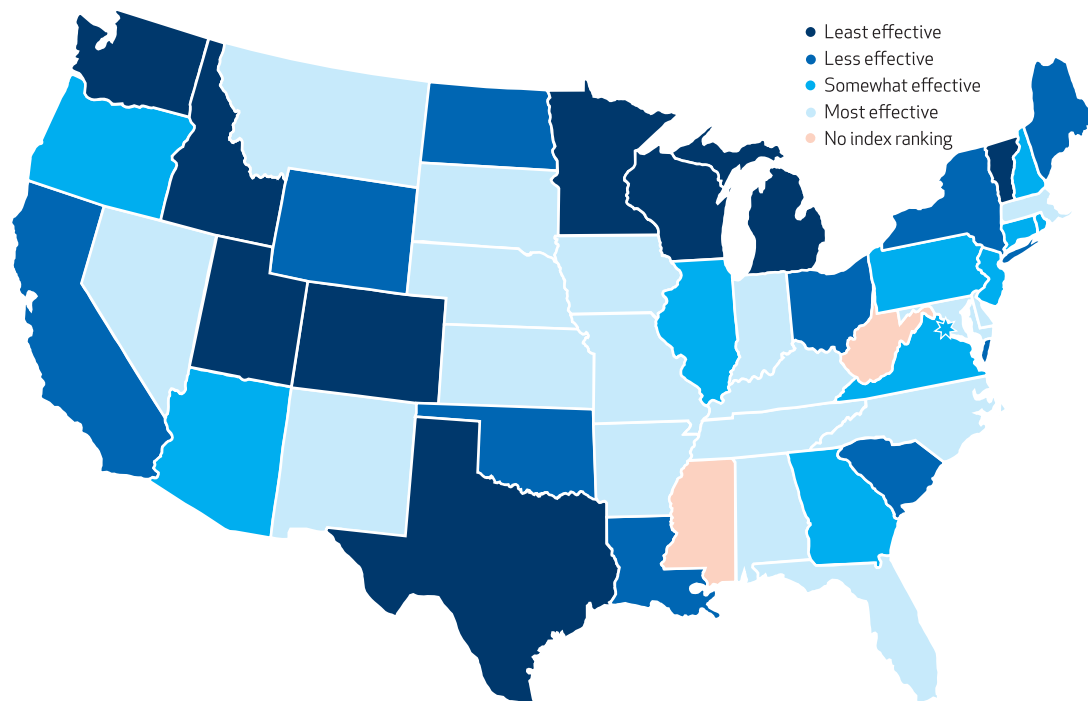 Least effective
Less effective
Somewhat effective
Most effective
No index ranking